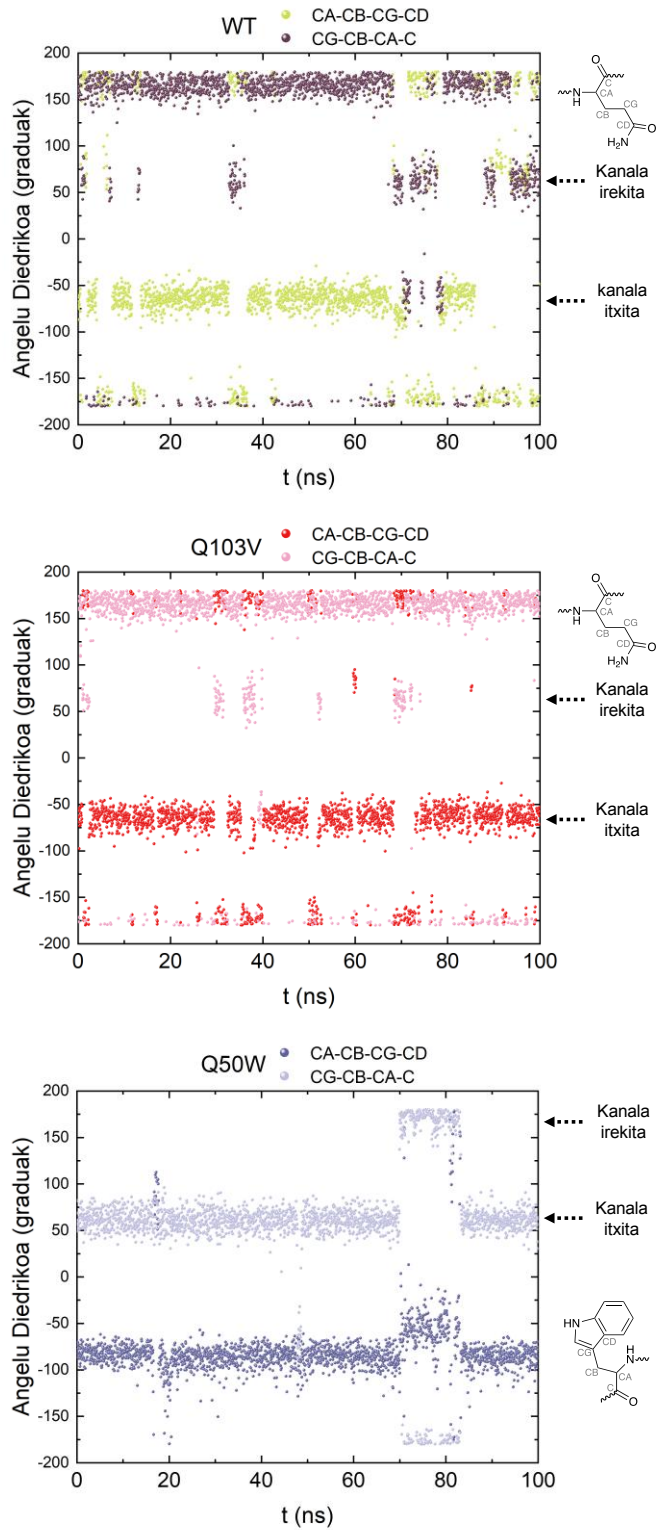 WT
CA-CB-CG-CD
CG-CB-CA-C
Angelu Diedrikoa (graduak)
200
150
100
50
0
-50
-100
-150
-200
0 20 40 60 80 100
t (ns)
O
C
N
H
CA
CB
CG
CD
O
H₂N
Kanala
irekita
kanala
itxita
Q103V
CA-CB-CG-CD
CG-CB-CA-C
Angelu Diedrikoa (graduak)
200
150
100
50
0
-50
-100
-150
-200
0 20 40 60 80 100
t (ns)
O
C
N
H
CA
CB
CG
CD
O
H₂N
Kanala
irekita
Kanala
itxita
Q50W
CA-CB-CG-CD
CG-CB-CA-C
Angelu Diedrikoa (graduak)
200
150
100
50
0
-50
-100
-150
-200
0 20 40 60 80 100
t (ns)
Kanala
irekita
Kanala
itxita
HN
CD
CG
H
N
CB
CA
C
O